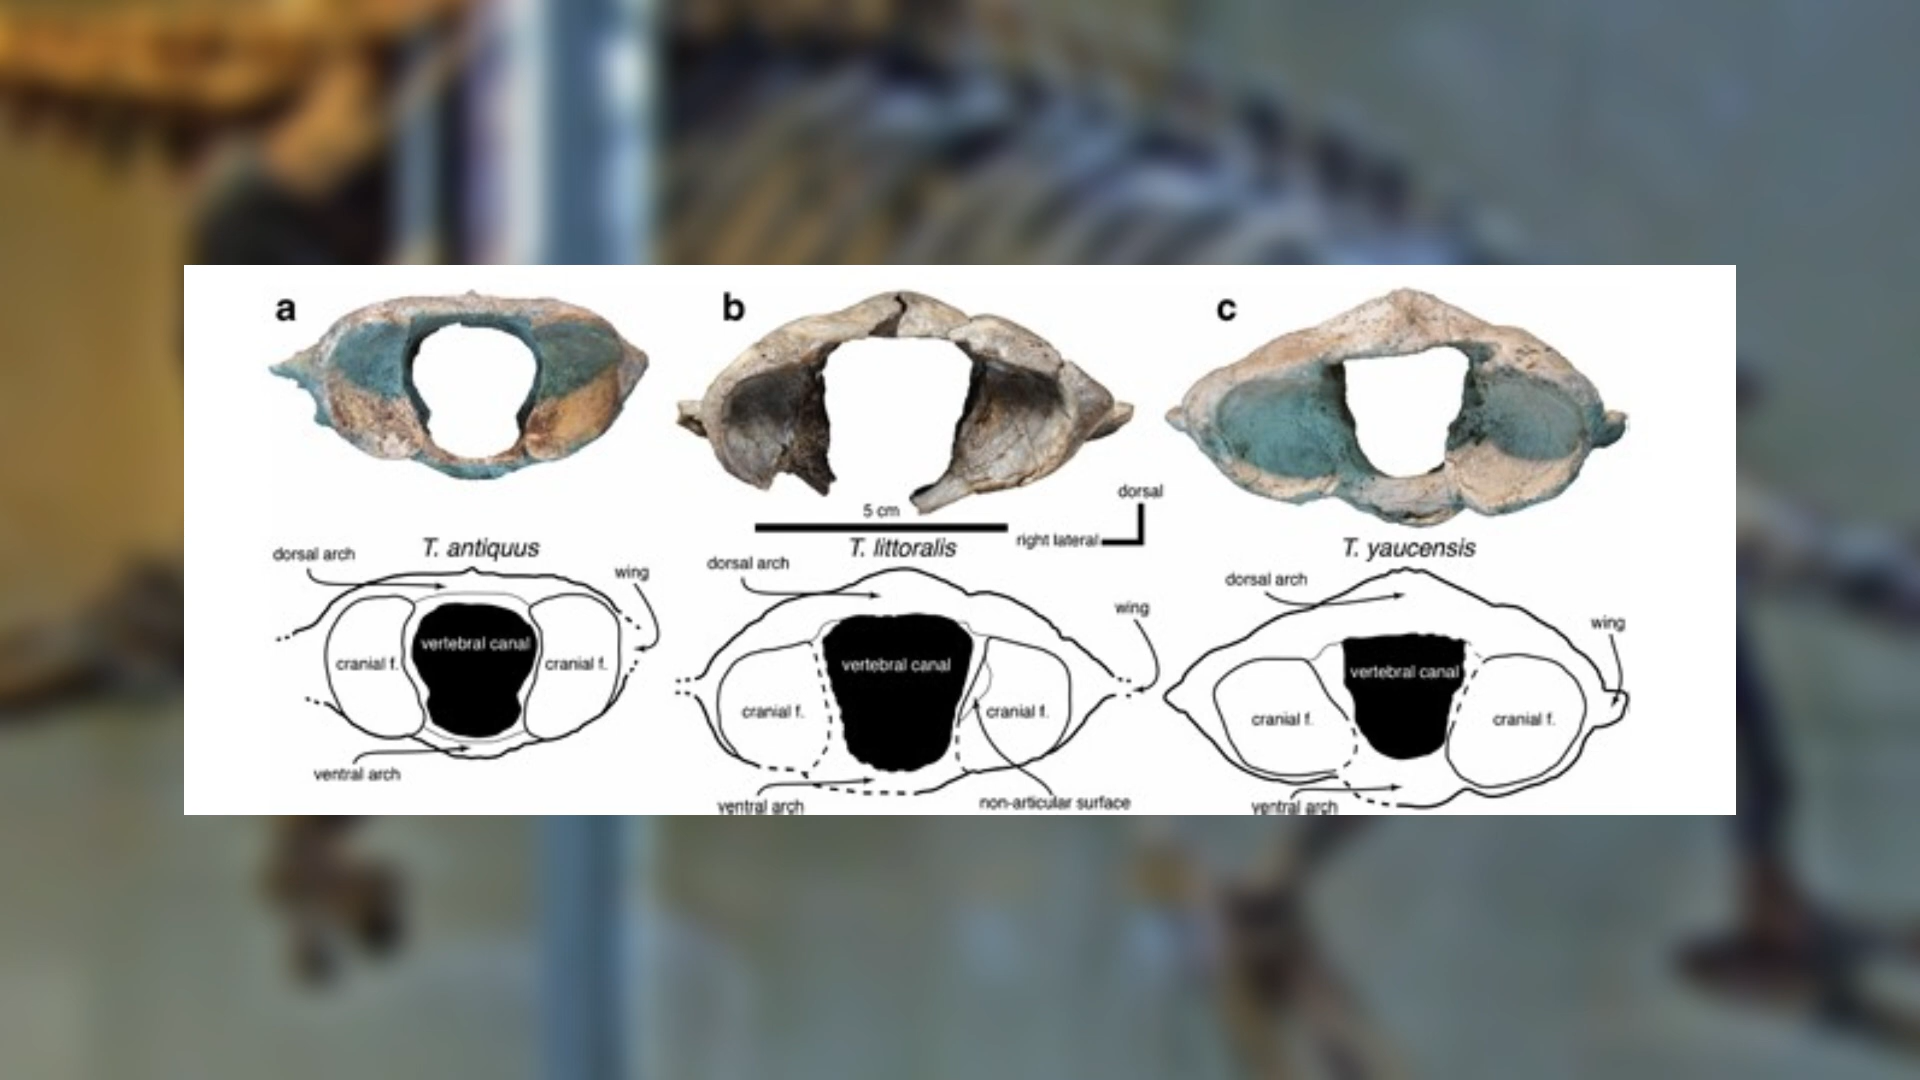 a
b
c
5 cm
dorsal
right lateral
T. antiquus
T. littoralis
T. yaucensis
dorsal arch
wing
vertebral canal
cranial f.
cranial f.
ventral arch
dorsal arch
wing
vertebral canal
cranial f.
cranial f.
ventral arch
non-articular surface
dorsal arch
wing
vertebral canal
cranial f.
cranial f.
ventral arch